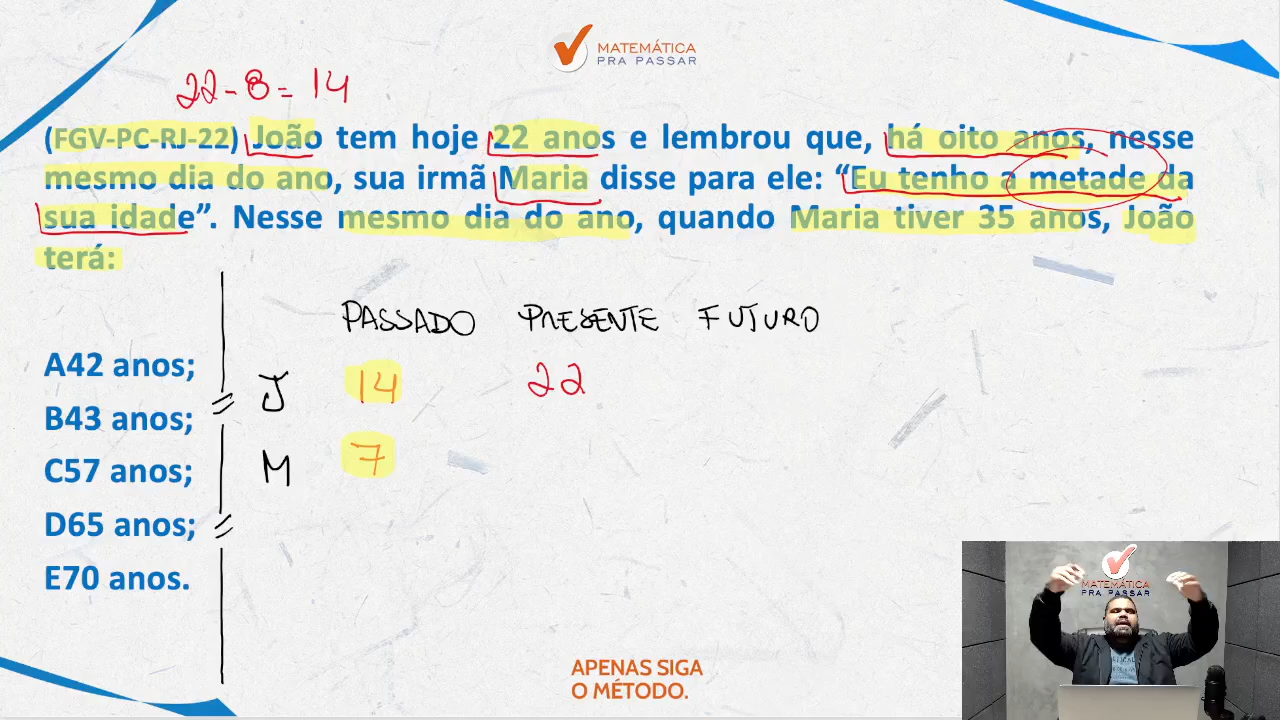 MATEMÁTICA
PRA PASSAR
22 - 8 = 14
(FGV-PC-RJ-22) João tem hoje 22 anos e lembrou que, há oito anos, nesse
mesmo dia do ano, sua irmã Maria disse para ele: “Eu tenho a metade da
sua idade”. Nesse mesmo dia do ano, quando Maria tiver 35 anos, João
terá:
PASSADO PRESENTE FUTURO
A42 anos;
J 14 22
B43 anos;
M 7
C57 anos;
D65 anos;
E70 anos.
MATEMÁTICA
PRA PASSAR
APENAS SIGA
O MÉTODO.